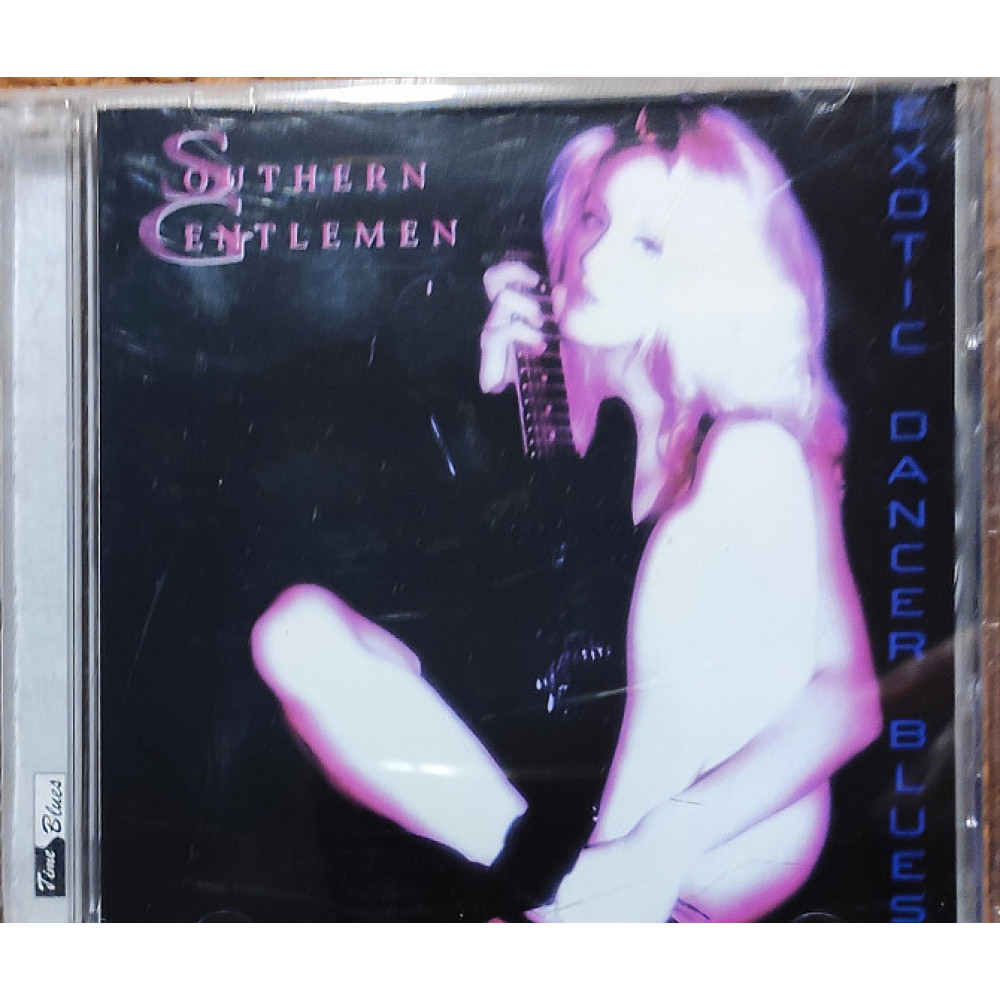 SOUTHERN
GENTLEMEN
EXOTIC DANCER BLUES
Time Blues